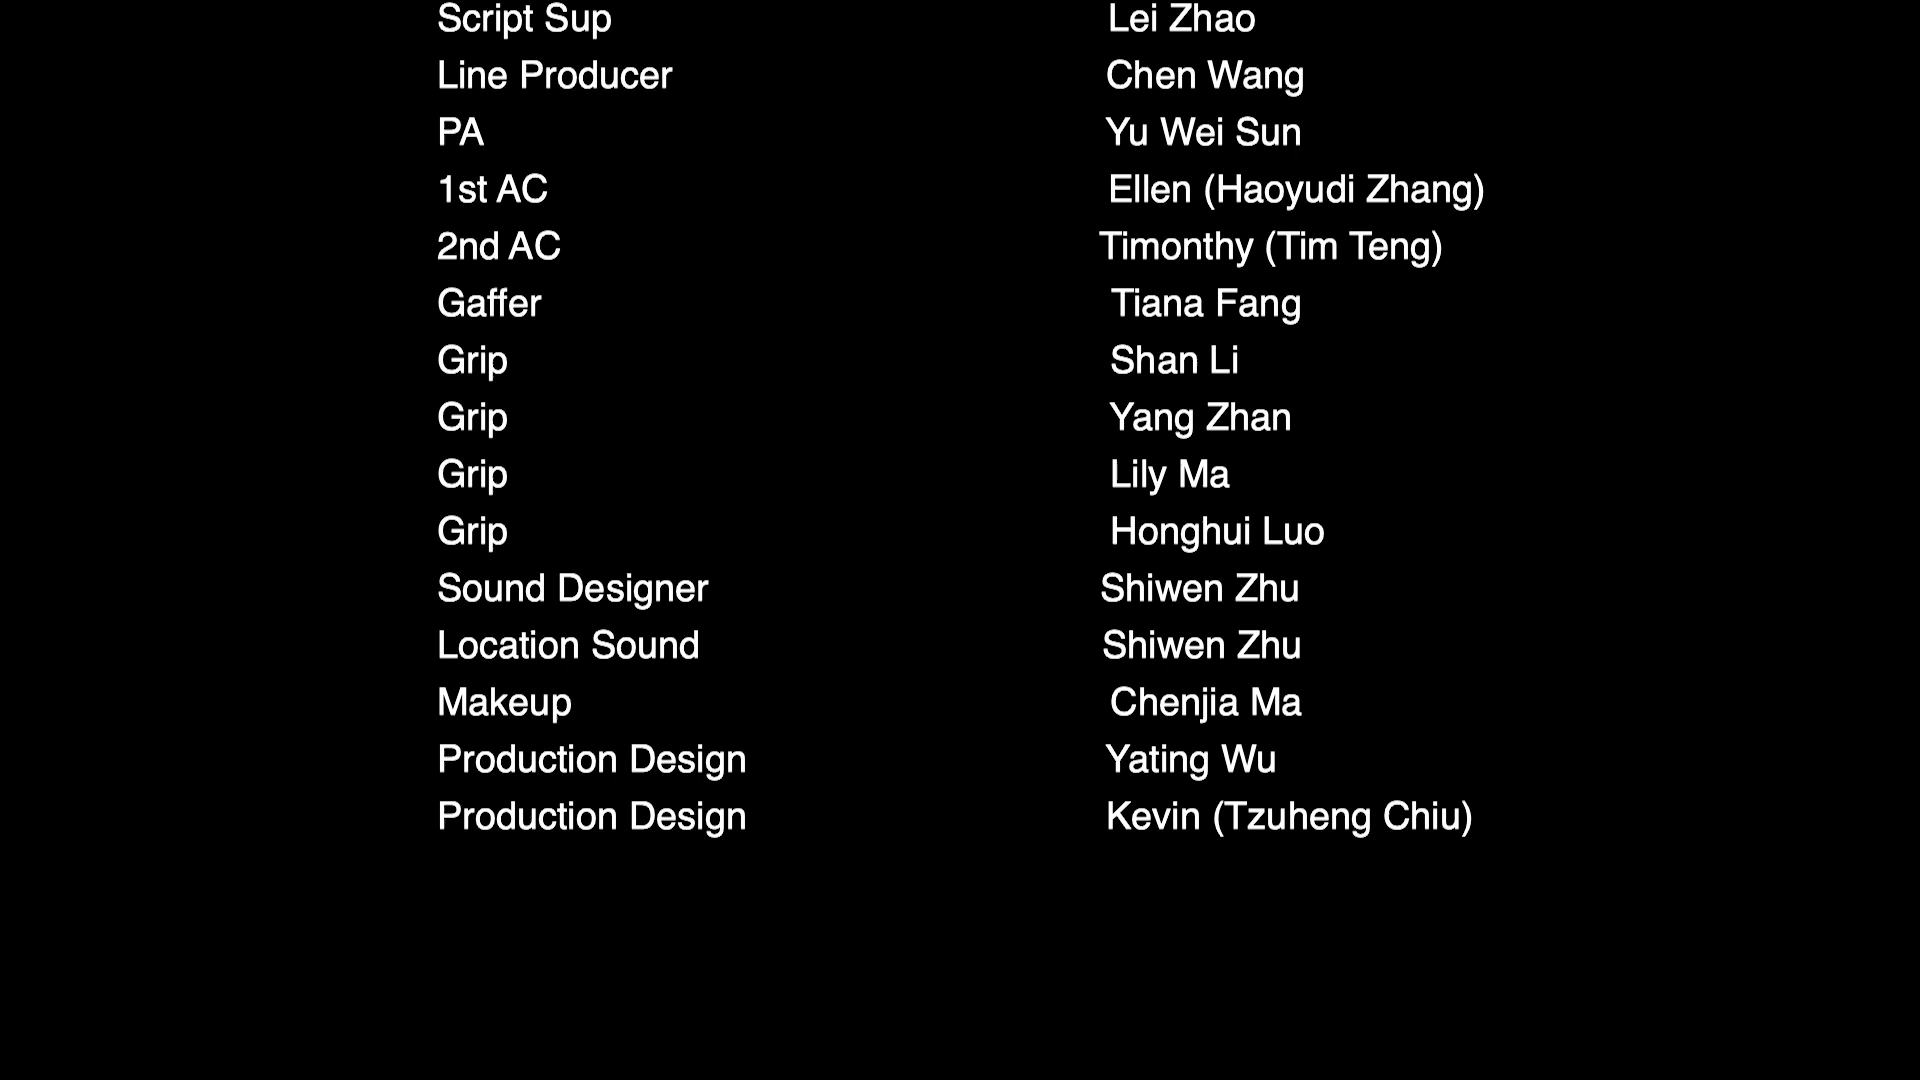 Script Sup Lei Zhao
Line Producer Chen Wang
PA Yu Wei Sun
1st AC Ellen (Haoyudi Zhang)
2nd AC Timonthy (Tim Teng)
Gaffer Tiana Fang
Grip Shan Li
Grip Yang Zhan
Grip Lily Ma
Grip Honghui Luo
Sound Designer Shiwen Zhu
Location Sound Shiwen Zhu
Makeup Chenjia Ma
Production Design Yating Wu
Production Design Kevin (Tzuheng Chiu)